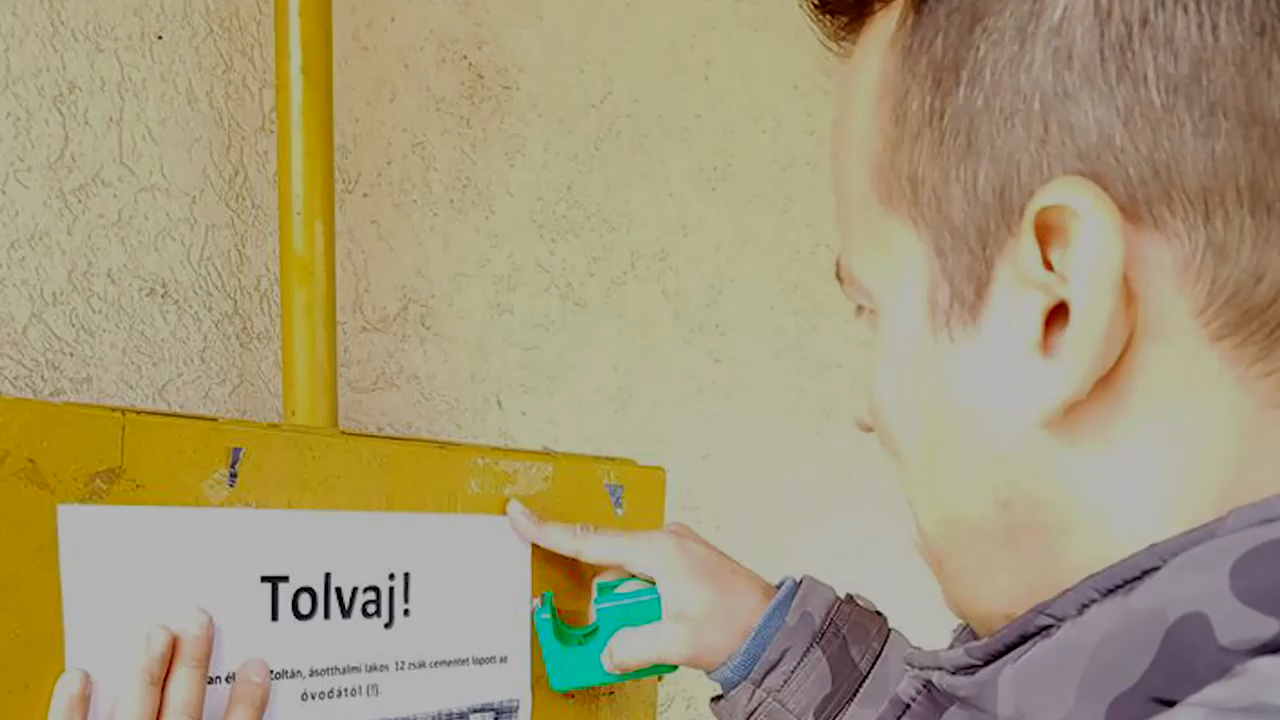 Tolvaj!
Zoltán, ásotthalmi lakos 12 zsák cementet lopott az
óvodától (!).